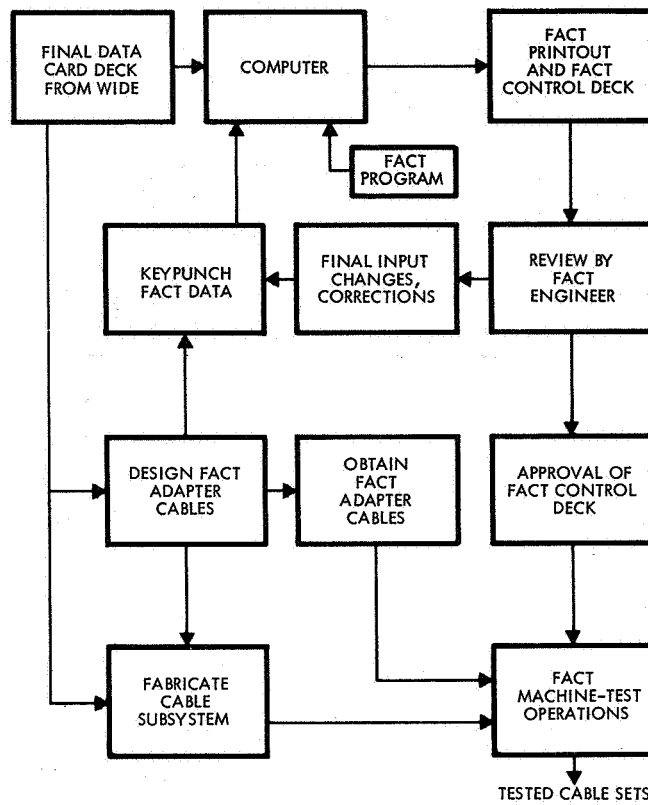 FINAL DATA
CARD DECK
FROM WIDE
COMPUTER
FACT
PRINTOUT
AND FACT
CONTROL DECK
FACT
PROGRAM
KEYPUNCH
FACT DATA
FINAL INPUT
CHANGES,
CORRECTIONS
REVIEW BY
FACT
ENGINEER
DESIGN FACT
ADAPTER
CABLES
OBTAIN
FACT
ADAPTER
CABLES
APPROVAL OF
FACT CONTROL
DECK
FABRICATE
CABLE
SUBSYSTEM
FACT
MACHINE-TEST
OPERATIONS
TESTED CABLE SETS